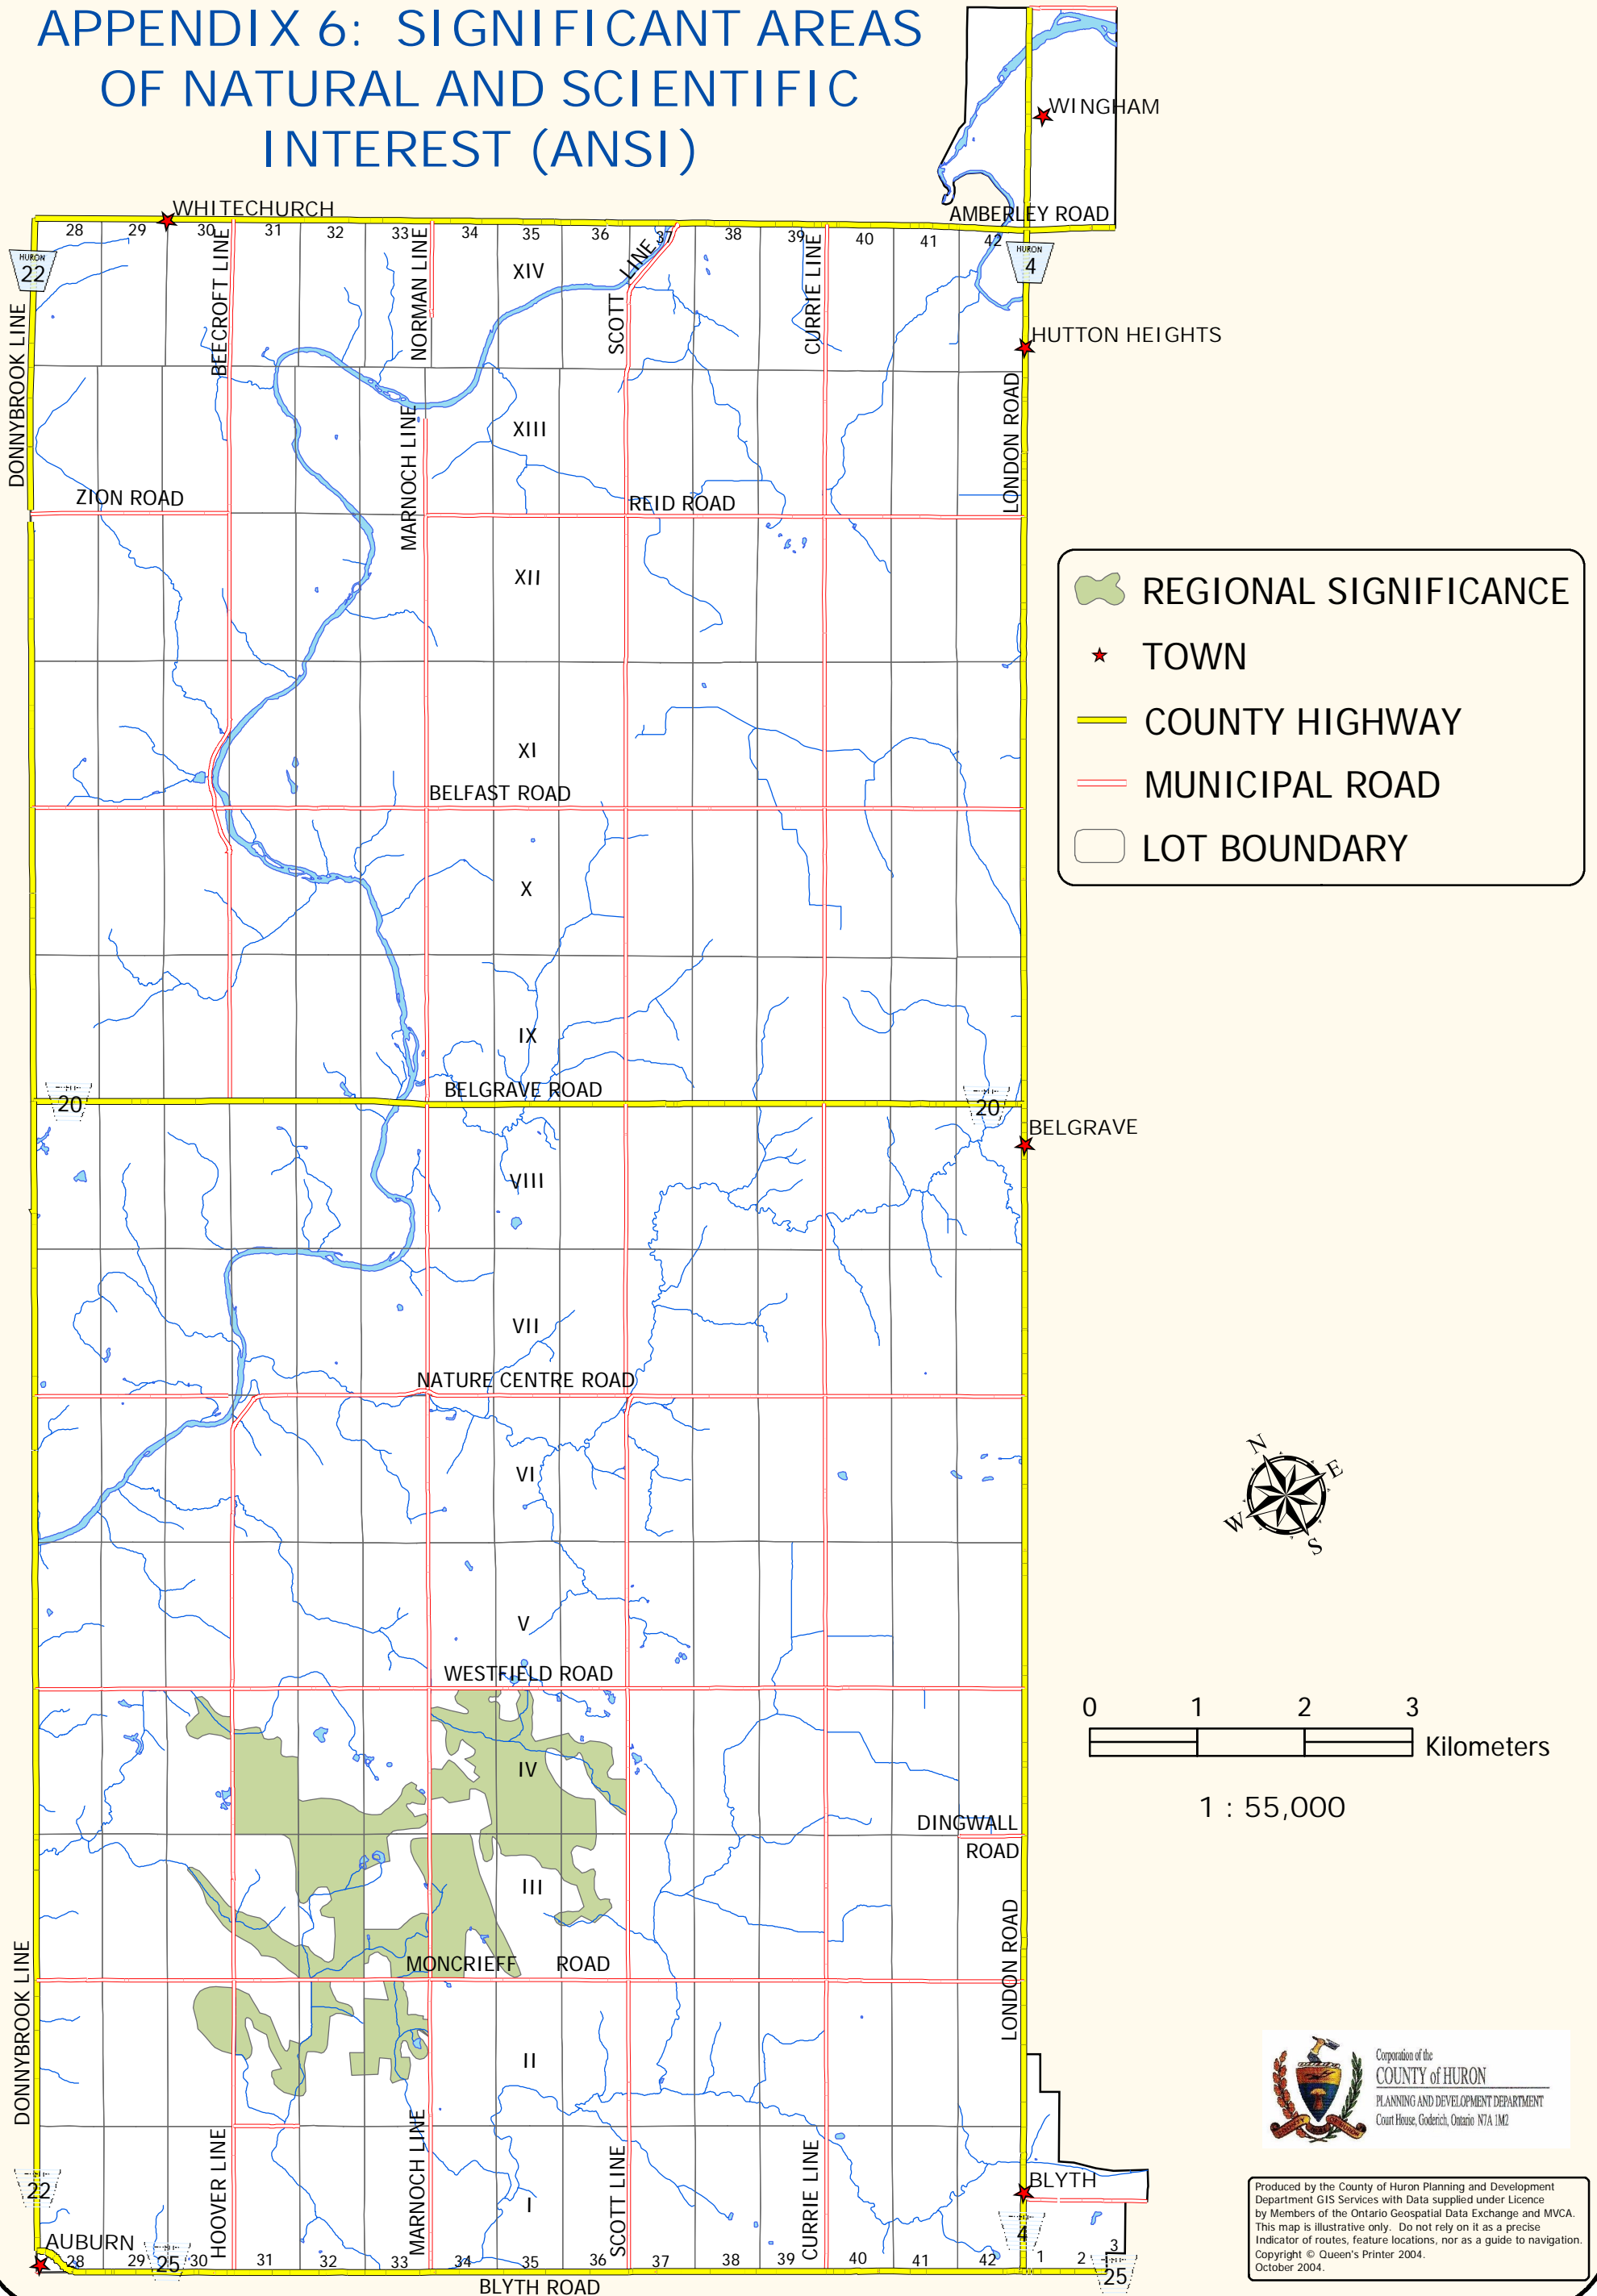 APPENDIX 6: SIGNIFICANT AREAS
OF NATURAL AND SCIENTIFIC
INTEREST (ANSI)
WINGHAM
WHITECHURCH
AMBERLEY ROAD
28 29 30 31 32 33 34 35 36 37 38 39 40 41 42
HURON
22
HURON
4
DONNYBROOK LINE
BEECROFT LINE
NORMAN LINE
XIV
SCOTT LINE
CURRIE LINE
HUTTON HEIGHTS
LONDON ROAD
MARNOCH LINE
XIII
ZION ROAD
REID ROAD
XII
REGIONAL SIGNIFICANCE
TOWN
COUNTY HIGHWAY
MUNICIPAL ROAD
LOT BOUNDARY
XI
BELFAST ROAD
X
IX
BELGRAVE ROAD
20
20
BELGRAVE
VIII
VII
NATURE CENTRE ROAD
VI
N
E
W
S
V
WESTFIELD ROAD
0 1 2 3
Kilometers
1 : 55,000
IV
DINGWALL
ROAD
III
MONCRIEFF ROAD
DONNYBROOK LINE
LONDON ROAD
II
Corporation of the
COUNTY of HURON
PLANNING AND DEVELOPMENT DEPARTMENT
Court House, Goderich, Ontario N7A 1M2
HOOVER LINE
MARNOCH LINE
SCOTT LINE
CURRIE LINE
BLYTH
22
I
4
AUBURN
28 29 25 30 31 32 33 34 35 36 37 38 39 40 41 42 1 2 3
25
BLYTH ROAD
Produced by the County of Huron Planning and Development
Department GIS Services with Data supplied under Licence
by Members of the Ontario Geospatial Data Exchange and MVCA.
This map is illustrative only. Do not rely on it as a precise
Indicator of routes, feature locations, nor as a guide to navigation.
Copyright © Queen's Printer 2004.
October 2004.